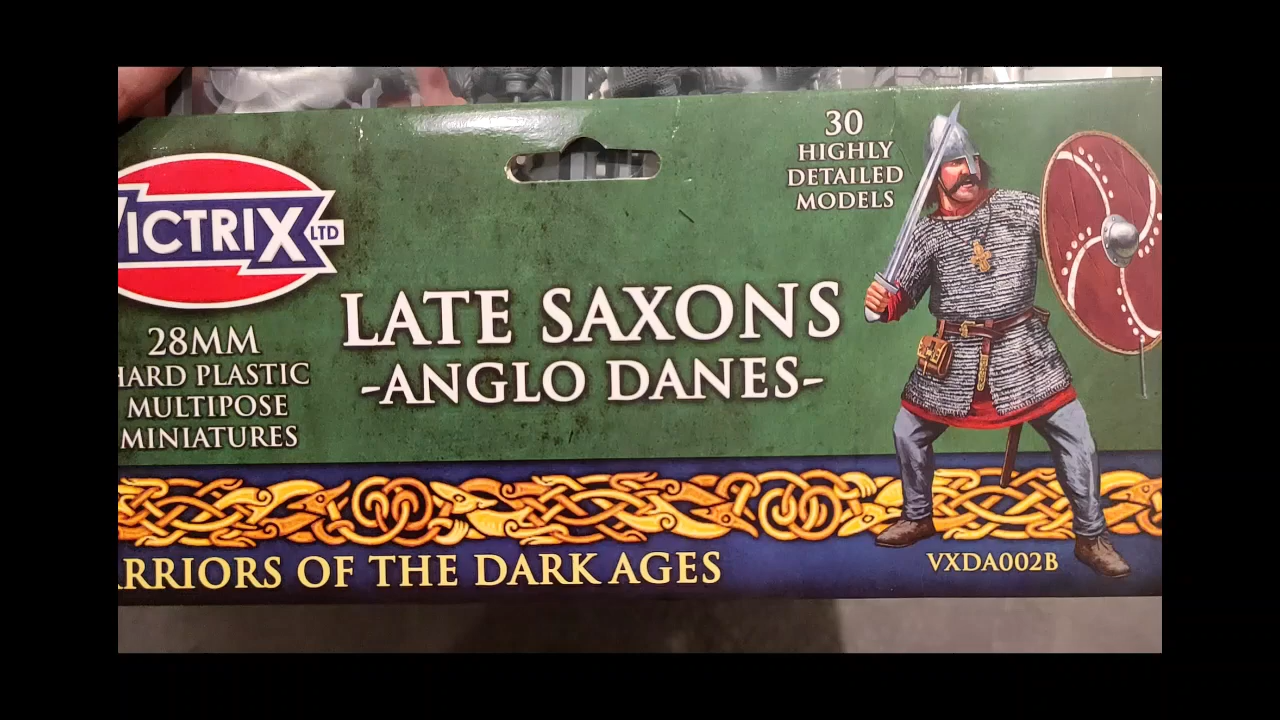 VICTRIX LTD
28MM
HARD PLASTIC
MULTIPOSE
MINIATURES
LATE SAXONS
-ANGLO DANES-
30
HIGHLY
DETAILED
MODELS
ARRIORS OF THE DARK AGES
VXDA002B